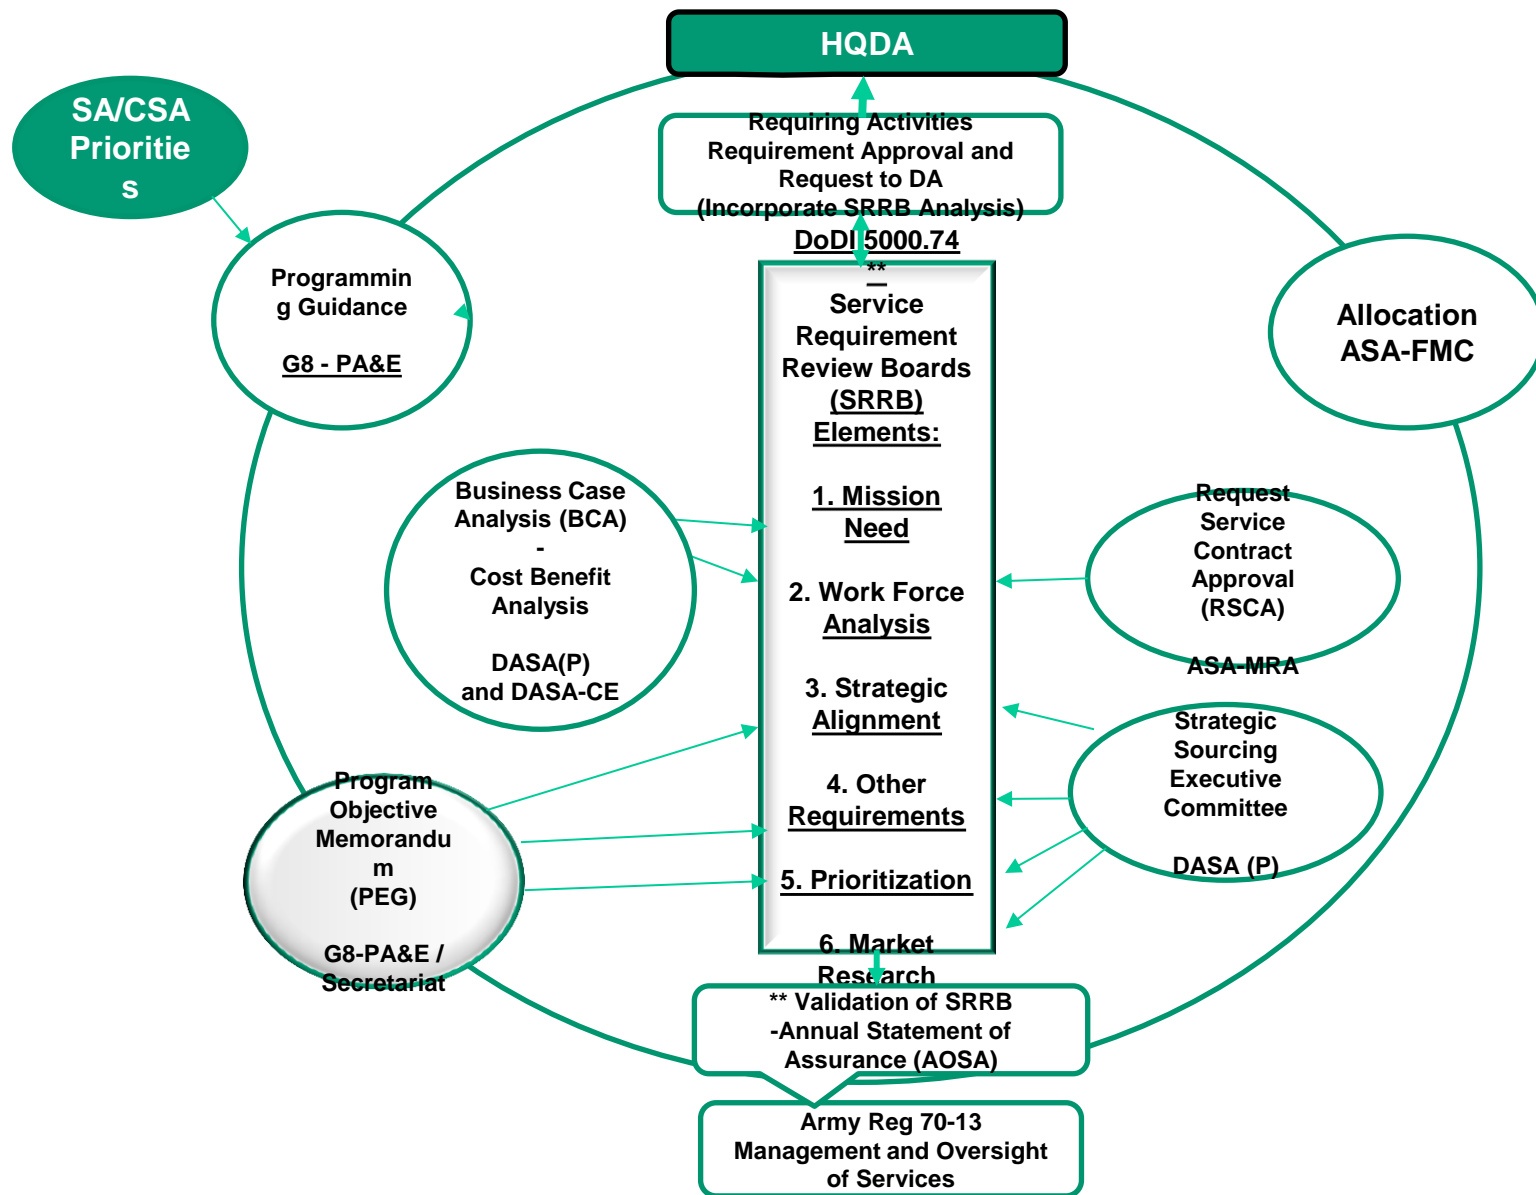 HQDA
SA/CSA
Prioritie
s
Requiring Activities
Requirement Approval and
Request to DA
(Incorporate SRRB Analysis)
DoDI 5000.74
**
Service
Requirement
Review Boards
(SRRB)
Elements:
1. Mission
Need
2. Work Force
Analysis
3. Strategic
Alignment
4. Other
Requirements
5. Prioritization
6. Market
Research
Programmin
g Guidance
G8 - PA&E
Allocation
ASA-FMC
Business Case
Analysis (BCA)
-
Cost Benefit
Analysis
DASA(P)
and DASA-CE
Request
Service
Contract
Approval
(RSCA)
ASA-MRA
Strategic
Sourcing
Executive
Committee
DASA (P)
Program
Objective
Memorandu
m
(PEG)
G8-PA&E /
Secretariat
** Validation of SRRB
-Annual Statement of
Assurance (AOSA)
Army Reg 70-13
Management and Oversight
of Services